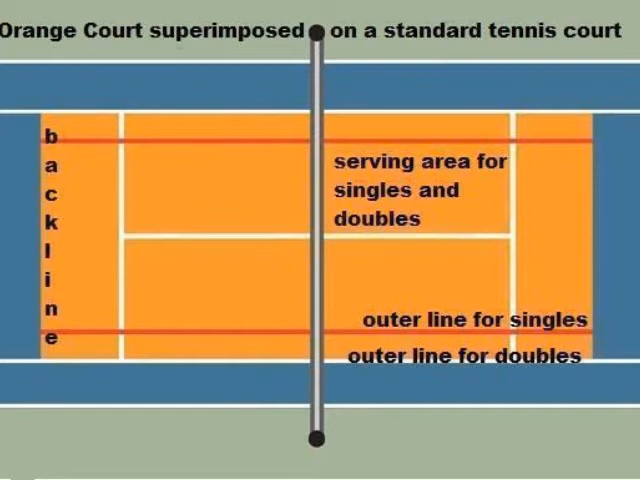 Orange Court superimposed on a standard tennis court
backline
serving area for
singles and
doubles
outer line for singles
outer line for doubles